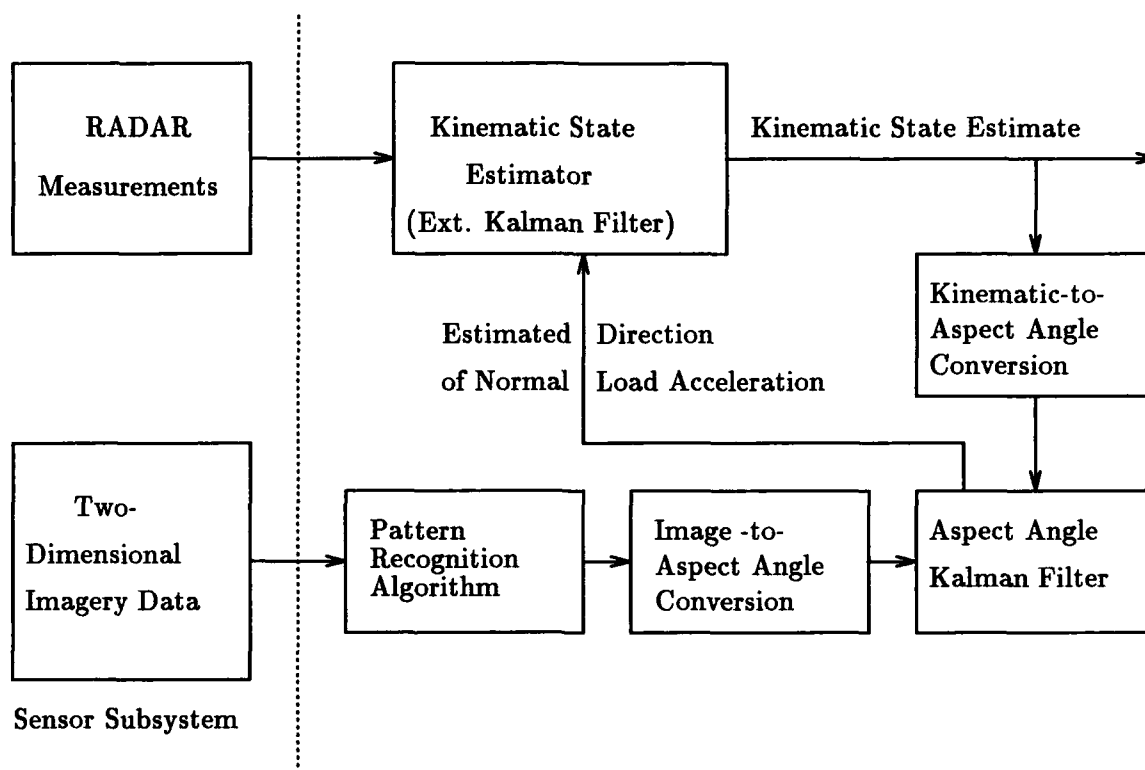 RADAR
Measurements
Kinematic State
Estimator
(Ext. Kalman Filter)
Kinematic State Estimate
Kinematic-to-
Aspect Angle
Conversion
Estimated Direction
of Normal Load Acceleration
Two-
Dimensional
Imagery Data
Pattern
Recognition
Algorithm
Image -to-
Aspect Angle
Conversion
Aspect Angle
Kalman Filter
Sensor Subsystem